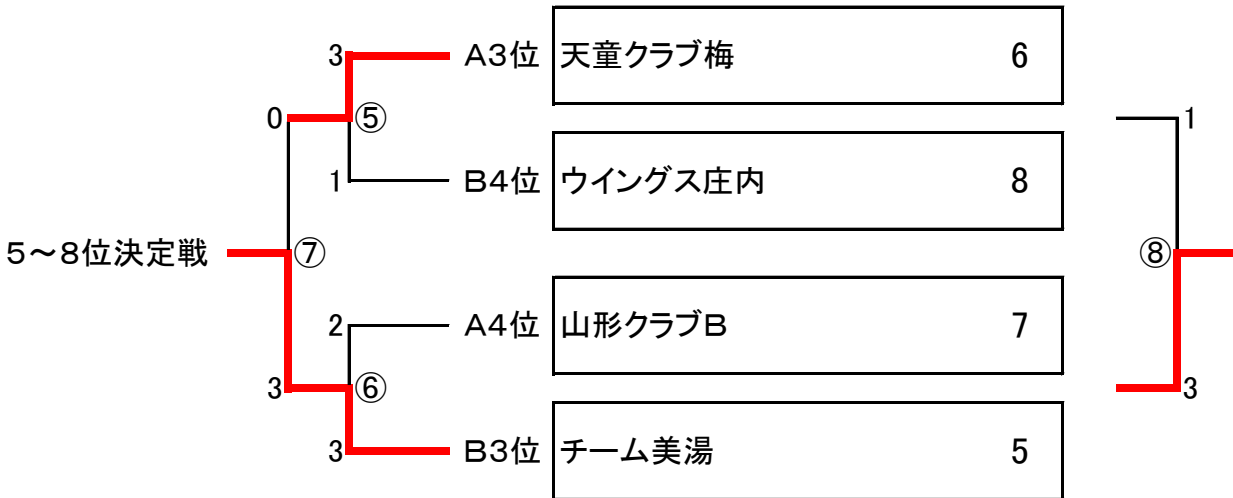 3 A3位 天童クラブ梅 6
0 ⑤ 1
1 B4位 ウイングス庄内 8
5～8位決定戦 ⑦ ⑧
2 A4位 山形クラブB 7
3 ⑥ 3
3 B3位 チーム美湯 5